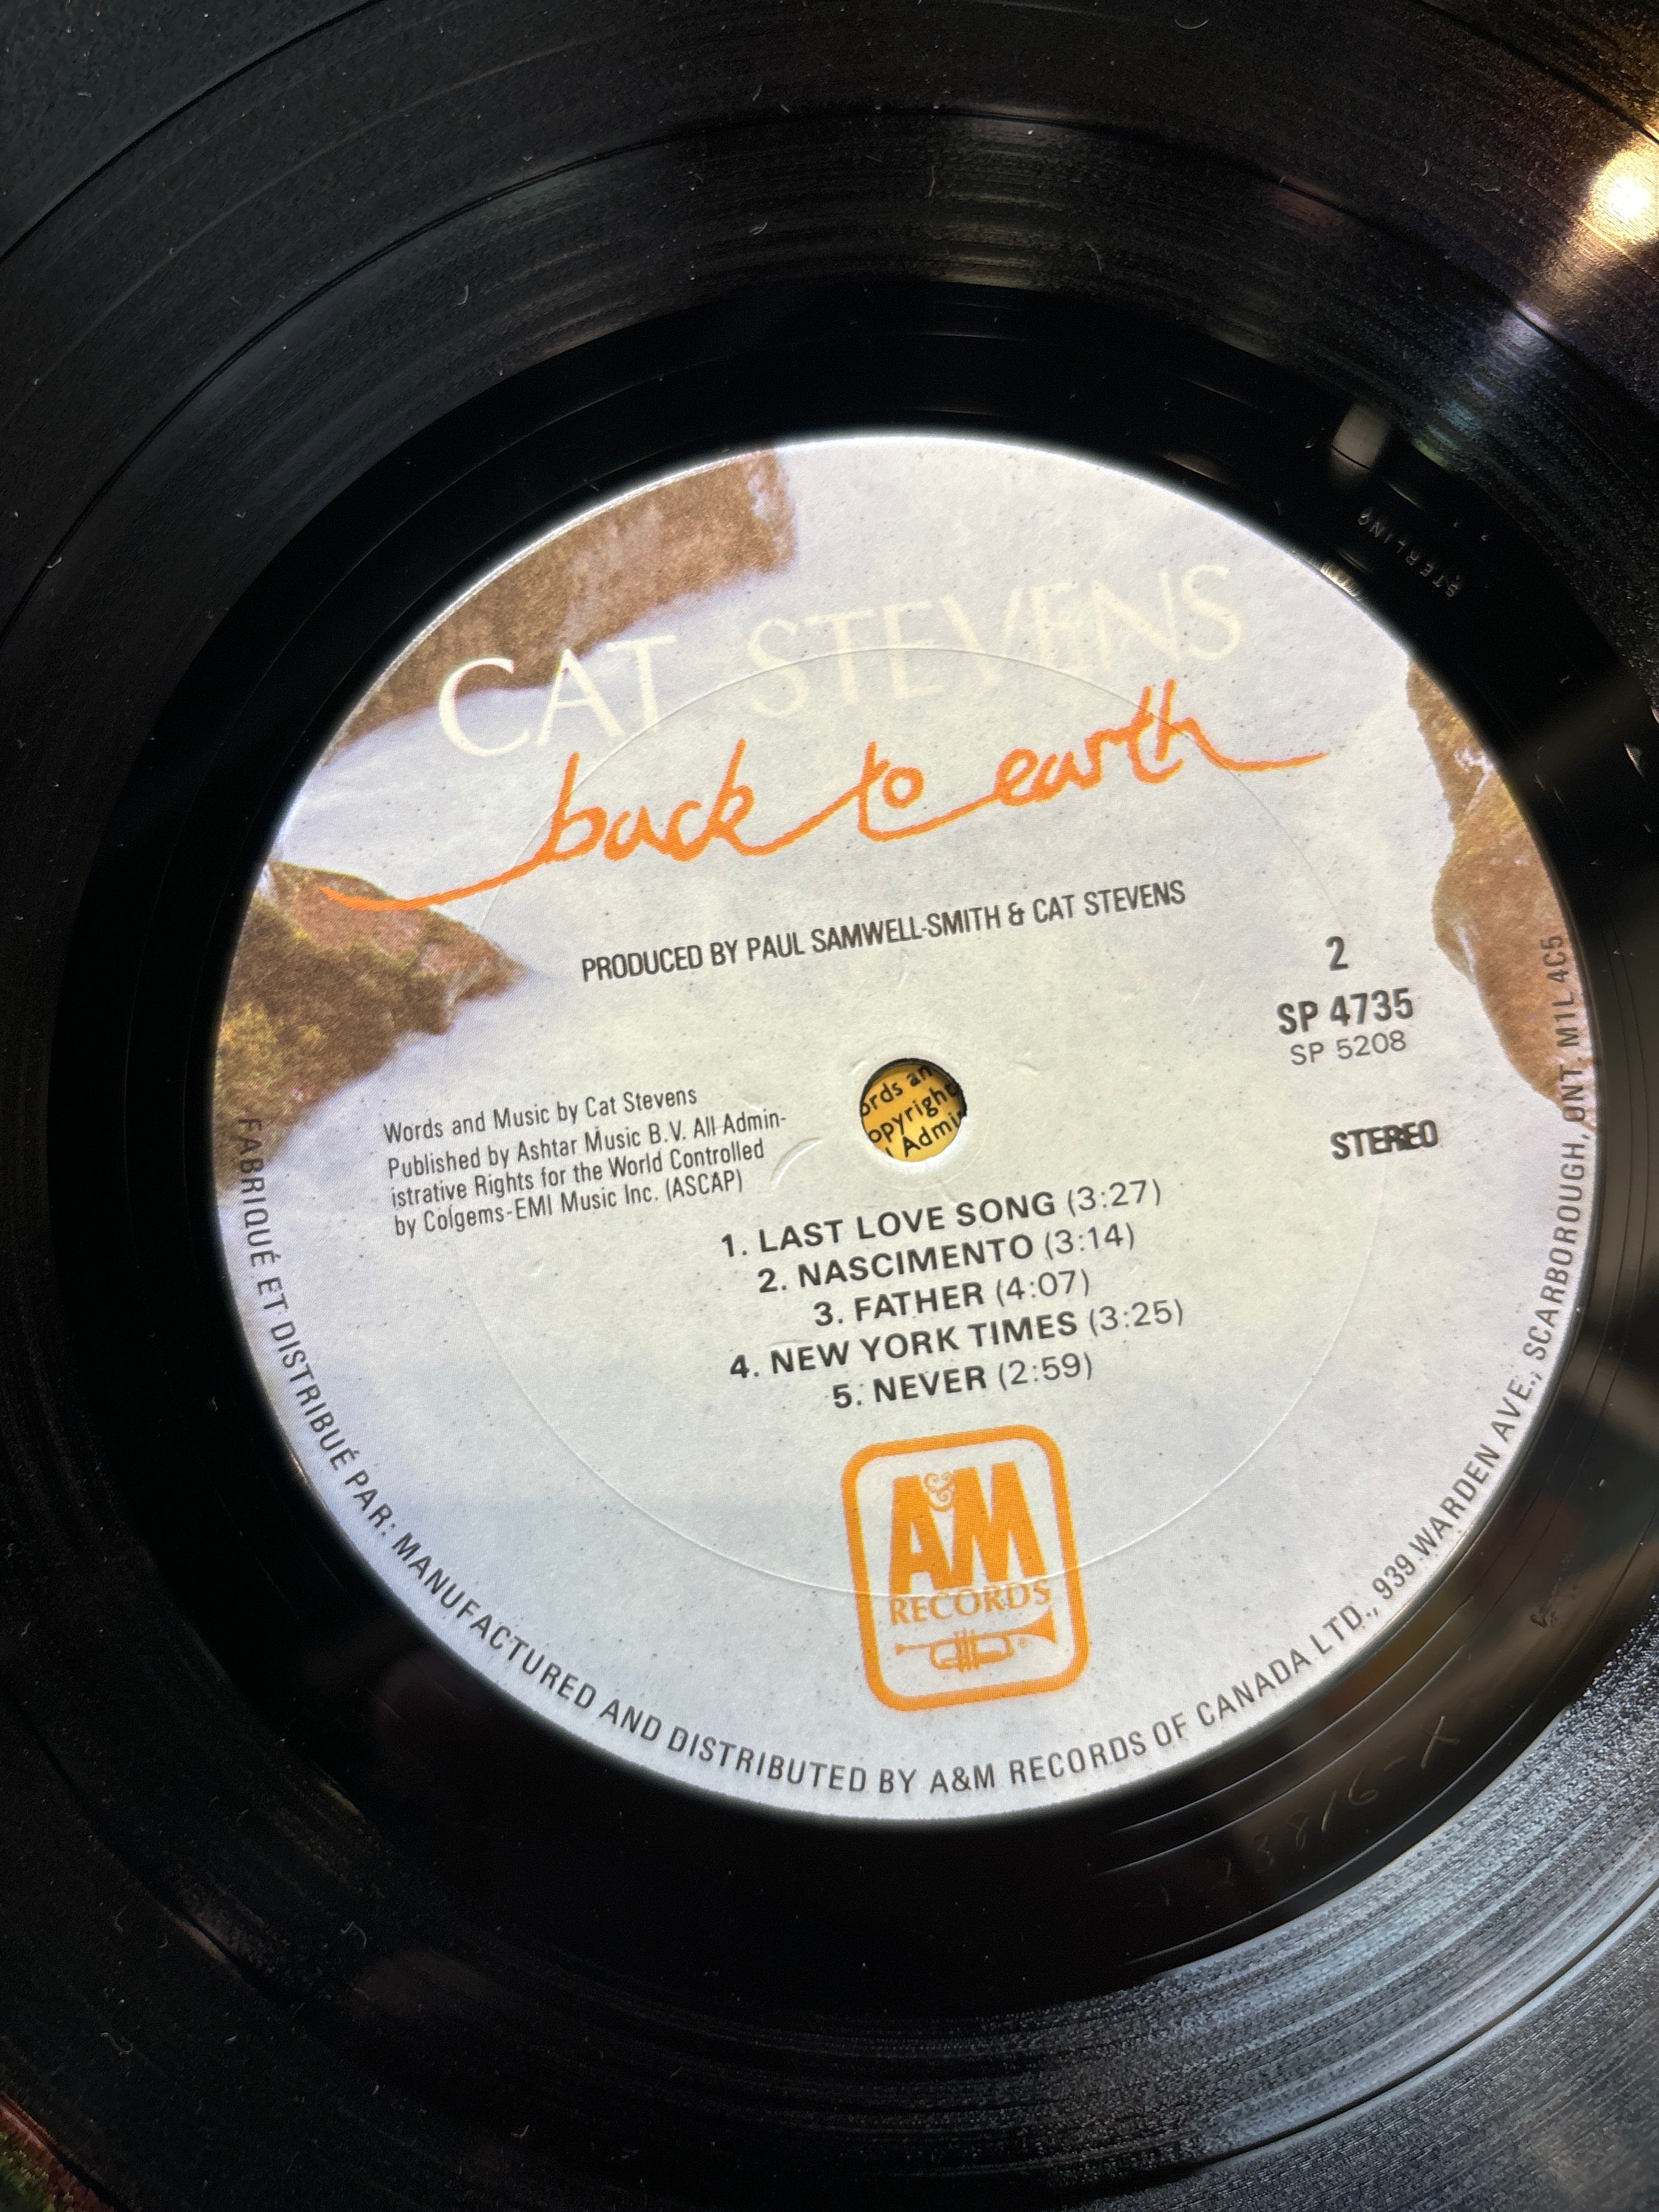 CAT STEVENS
back to earth
PRODUCED BY PAUL SAMWELL-SMITH & CAT STEVENS
2
SP 4735
SP 5208
STEREO
Words and Music by Cat Stevens
Published by Ashtar Music B.V. All Admin-
istrative Rights for the World Controlled
by Colgems-EMI Music Inc. (ASCAP)
ords an
opyright
Admi
1. LAST LOVE SONG (3:27)
2. NASCIMENTO (3:14)
3. FATHER (4:07)
4. NEW YORK TIMES (3:25)
5. NEVER (2:59)
A&M
RECORDS
®
FABRIQUÉ ET DISTRIBUÉ PAR: MANUFACTURED AND DISTRIBUTED BY A&M RECORDS OF CANADA LTD., 939 WARDEN AVE., SCARBOROUGH, ONT. M1L 4C5
STERLING